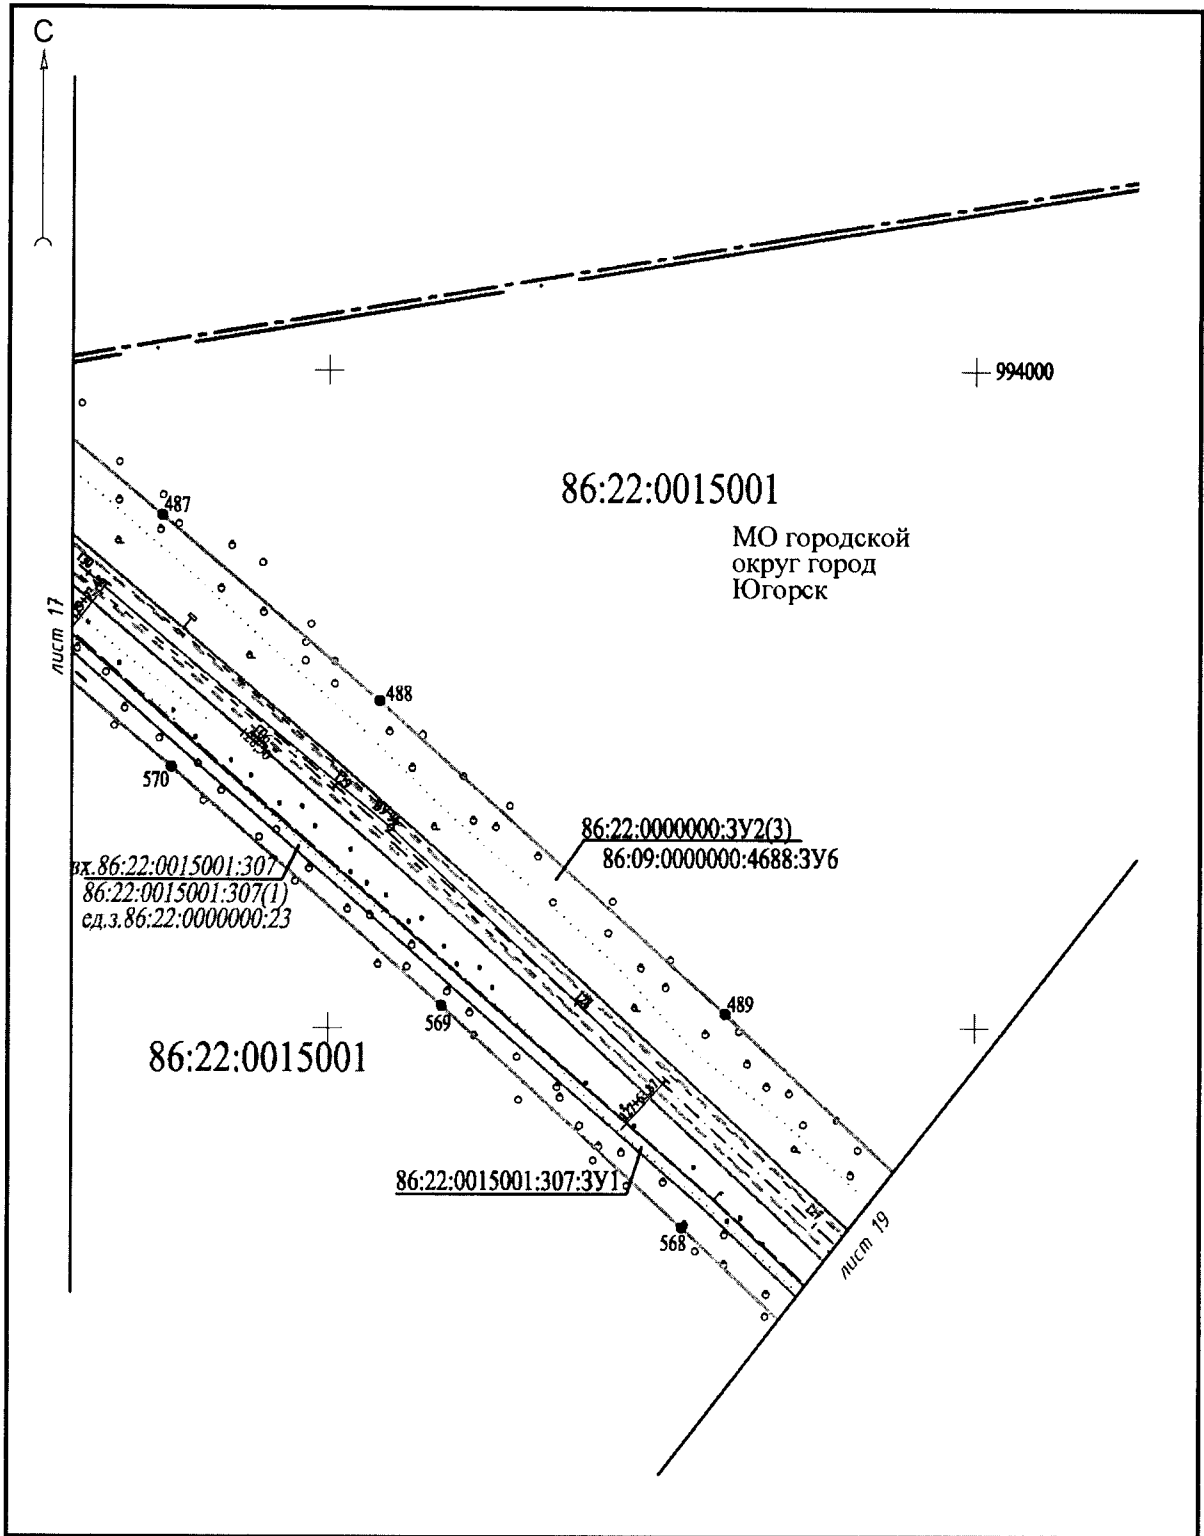 С
994000
86:22:0015001
МО городской
округ город
Югорск
487
лист 17
488
570
86:22:0000000:ЗУ2(3)
86:09:0000000:4688:ЗУ6
вх.86:22:0015001:307
86:22:0015001:307(1)
ед.з.86:22:0000000:23
489
569
86:22:0015001
86:22:0015001:307:ЗУ1
568
лист 19